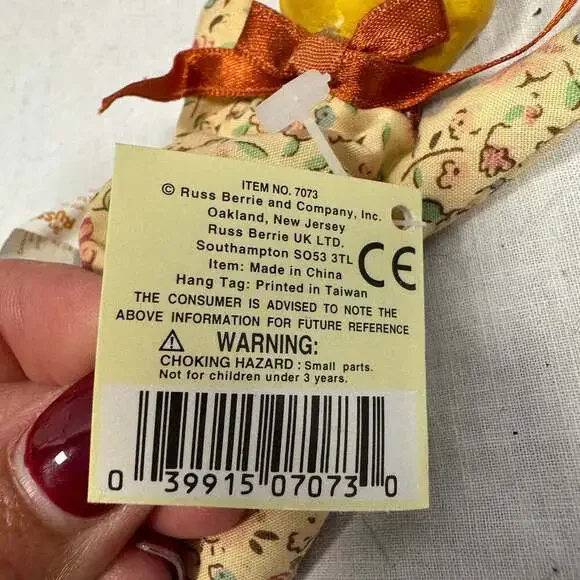 ITEM NO. 7073
© Russ Berrie and Company, Inc.
Oakland, New Jersey
Russ Berrie UK LTD.
Southampton SO53 3TL
CE
Item: Made in China
Hang Tag: Printed in Taiwan
THE CONSUMER IS ADVISED TO NOTE THE
ABOVE INFORMATION FOR FUTURE REFERENCE
WARNING:
CHOKING HAZARD : Small parts.
Not for children under 3 years.
0 39915 07073 0